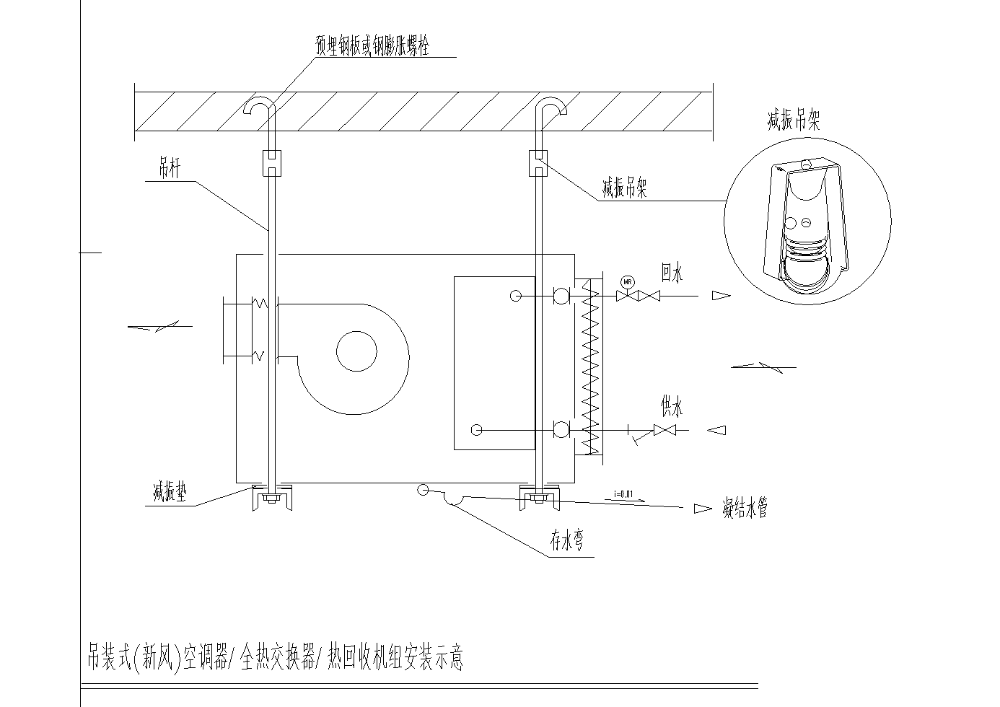 预埋钢板或钢膨胀螺栓
减振吊架
吊杆
减振吊架
回水
MR
供水
减振垫
i=0.01
凝结水管
存水弯
吊装式(新风)空调器/全热交换器/热回收机组安装示意